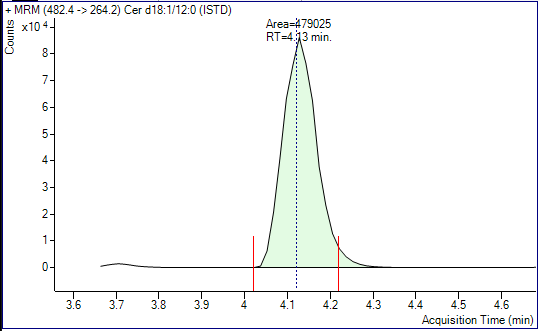 + MRM (482.4 -> 264.2) Cer d18:1/12:0 (ISTD)
Counts
x10 4
Area=479025
RT=4.13 min.
8
7
6
5
4
3
2
1
0
3.6 3.7 3.8 3.9 4 4.1 4.2 4.3 4.4 4.5 4.6
Acquisition Time (min)